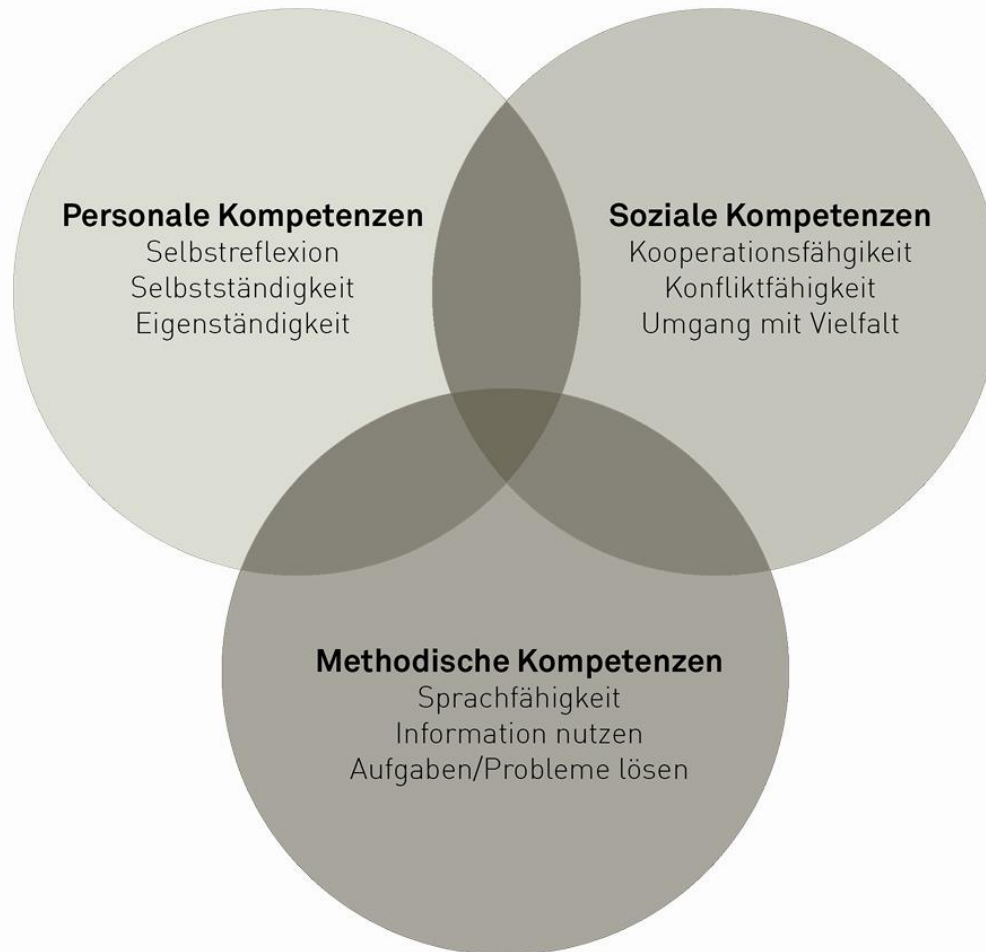 Personale Kompetenzen
Selbstreflexion
Selbstständigkeit
Eigenständigkeit
Soziale Kompetenzen
Kooperationsfähgikeit
Konfliktfähigkeit
Umgang mit Vielfalt
Methodische Kompetenzen
Sprachfähigkeit
Information nutzen
Aufgaben/Probleme lösen